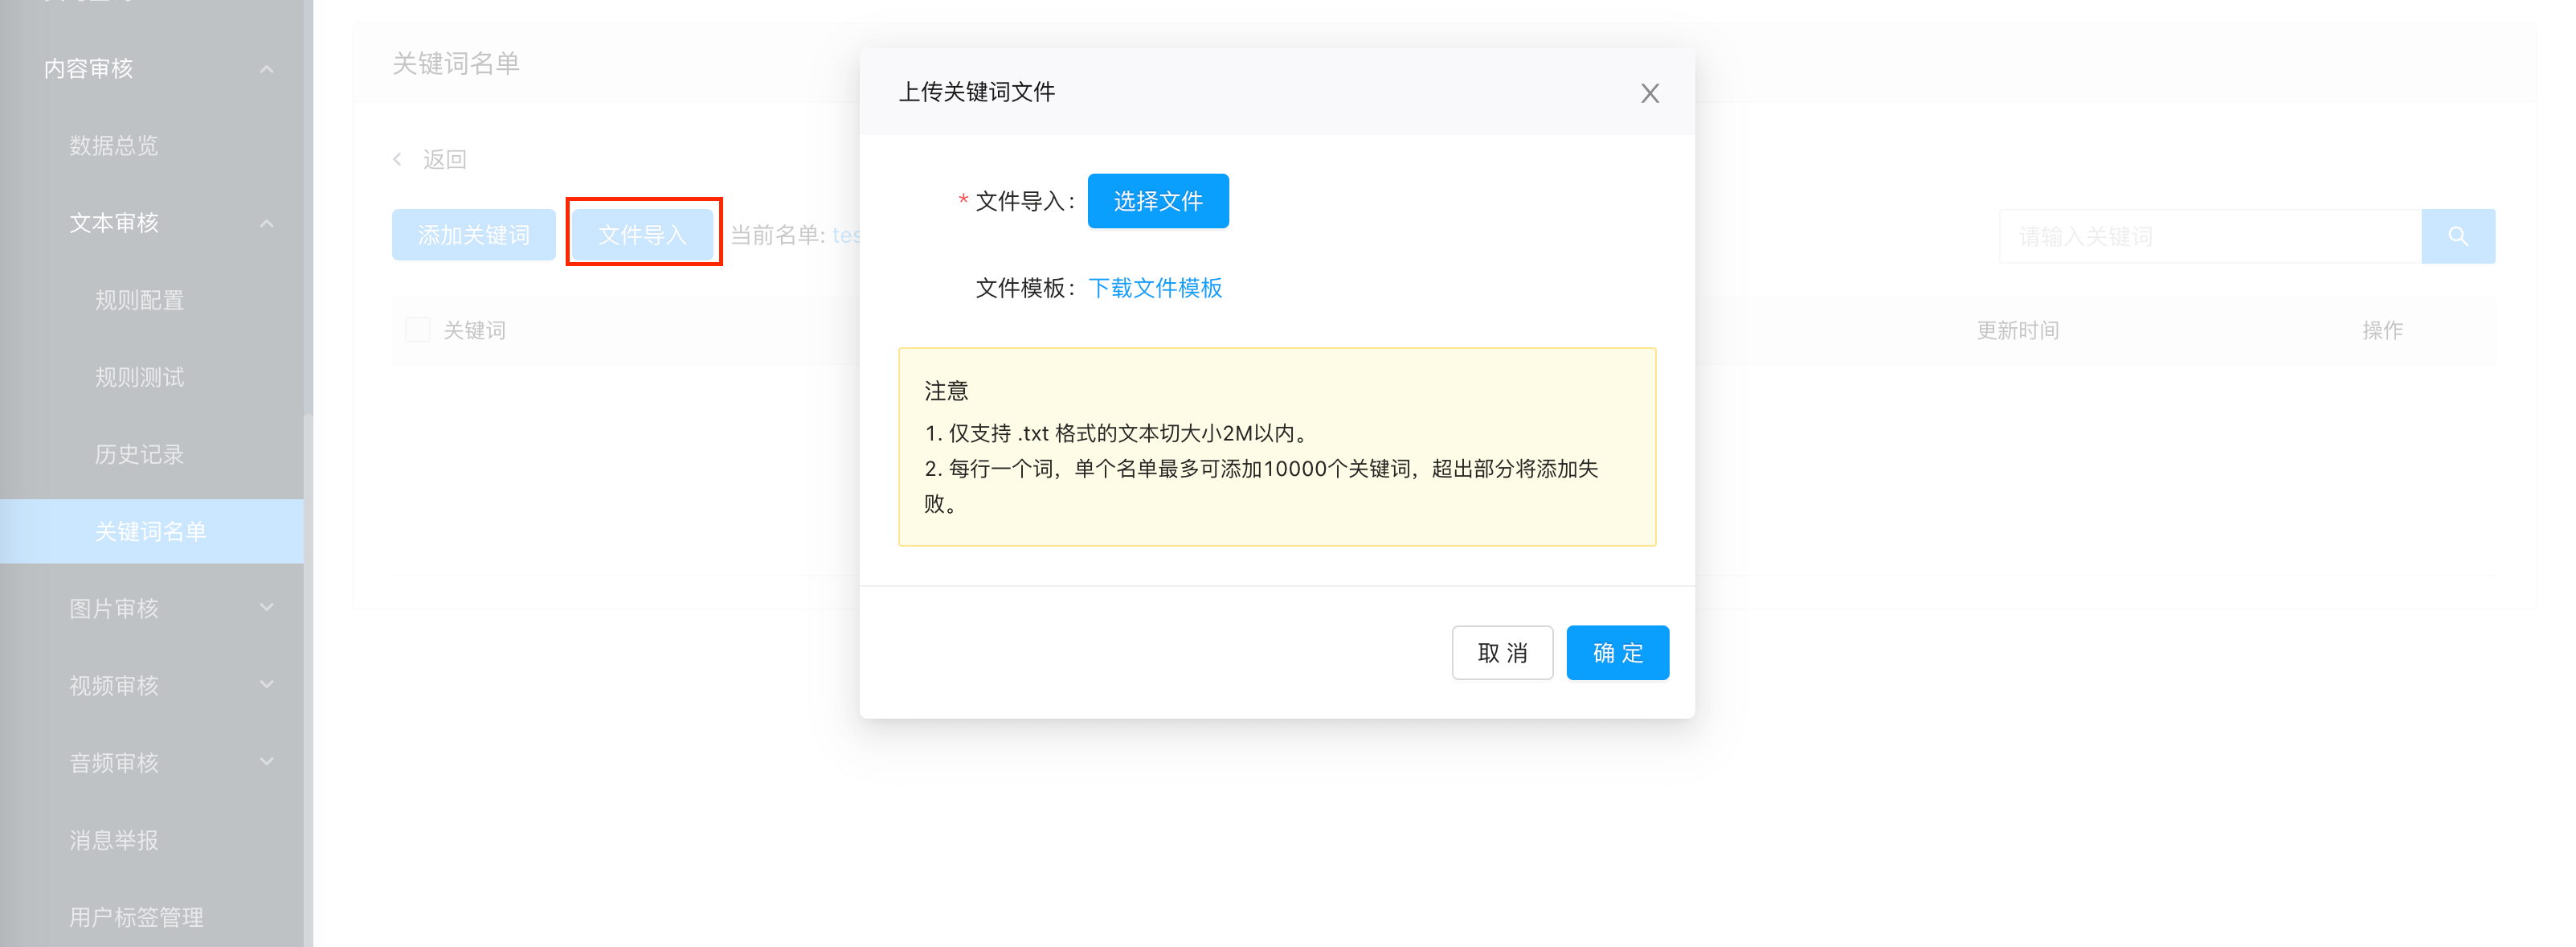 内容审核
数据总览
文本审核
规则配置
规则测试
历史记录
关键词名单
图片审核
视频审核
音频审核
消息举报
用户标签管理
关键词名单
返回
添加关键词
文件导入
当前名单: tes
请输入关键词
关键词
更新时间
操作
上传关键词文件
* 文件导入:
选择文件
文件模板:
下载文件模板
注意
1. 仅支持 .txt 格式的文本切大小2M以内。
2. 每行一个词，单个名单最多可添加10000个关键词，超出部分将添加失
败。
取 消
确 定